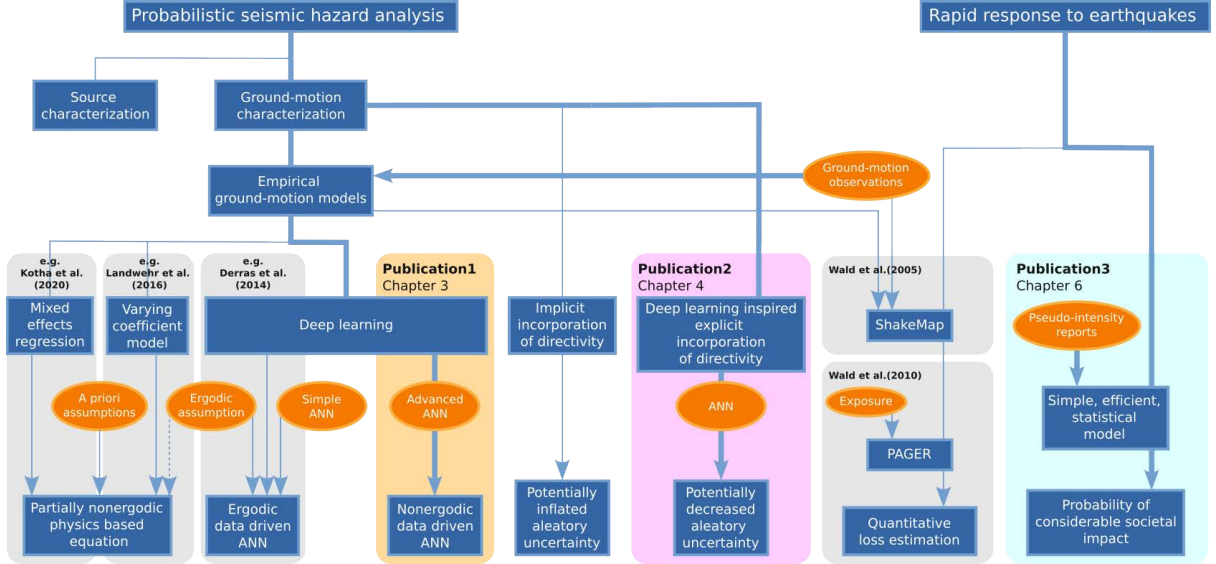 Probabilistic seismic hazard analysis
Rapid response to earthquakes
Source
characterization
Ground-motion
characterization
Empirical
ground-motion models
Ground-motion
observations
e.g.
Kotha et al.
(2020)
Mixed
effects
regression
e.g.
Landwehr et al.
(2016)
Varying
coefficient
model
e.g.
Derras et al.
(2014)
Deep learning
Publication1
Chapter 3
Implicit
incorporation
of directivity
Publication2
Chapter 4
Deep learning inspired
explicit
incorporation
of directivity
Wald et al.(2005)
ShakeMap
Publication3
Chapter 6
Pseudo-intensity
reports
A priori
assumptions
Ergodic
assumption
Simple
ANN
Advanced
ANN
ANN
Wald et al.(2010)
Exposure
PAGER
Simple, efficient,
statistical
model
Partially nonergodic
physics based
equation
Ergodic
data driven
ANN
Nonergodic
data driven
ANN
Potentially
inflated
aleatory
uncertainty
Potentially
decreased
aleatory
uncertainty
Quantitative
loss estimation
Probability of
considerable societal
impact